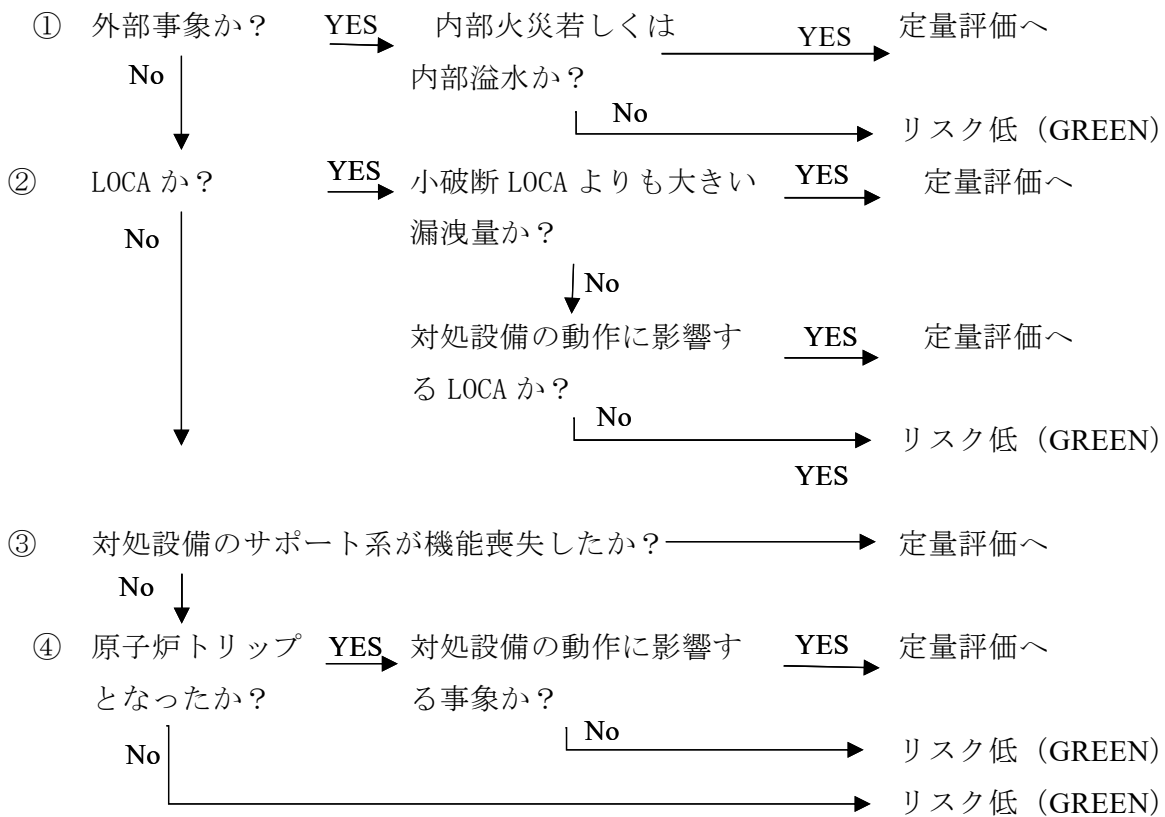 ① 外部事象か？ YES 内部火災若しくは YES 定量評価へ
No 内部溢水か？
No リスク低（GREEN）
② LOCA か？ YES 小破断 LOCA よりも大きい YES 定量評価へ
No 漏洩量か？
No
対処設備の動作に影響す YES 定量評価へ
る LOCA か？
No リスク低（GREEN）
YES
③ 対処設備のサポート系が機能喪失したか？ 定量評価へ
No
④ 原子炉トリップ YES 対処設備の動作に影響す YES 定量評価へ
となったか？ る事象か？
No リスク低（GREEN）
No リスク低（GREEN）